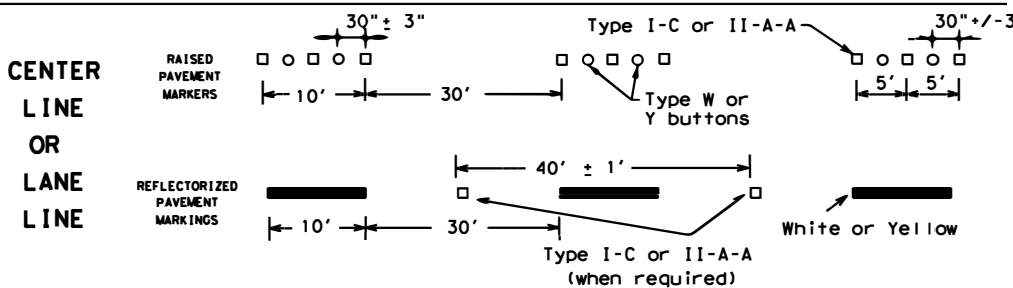 30" ± 3"
Type I-C or II-A-A
30"+/-3
CENTER
LINE
OR
LANE
LINE
RAISED
PAVEMENT
MARKERS
10'
30'
Type W or
Y buttons
5'
5'
40' ± 1'
REFLECTORIZED
PAVEMENT
MARKINGS
10'
30'
Type I-C or II-A-A
(when required)
White or Yellow